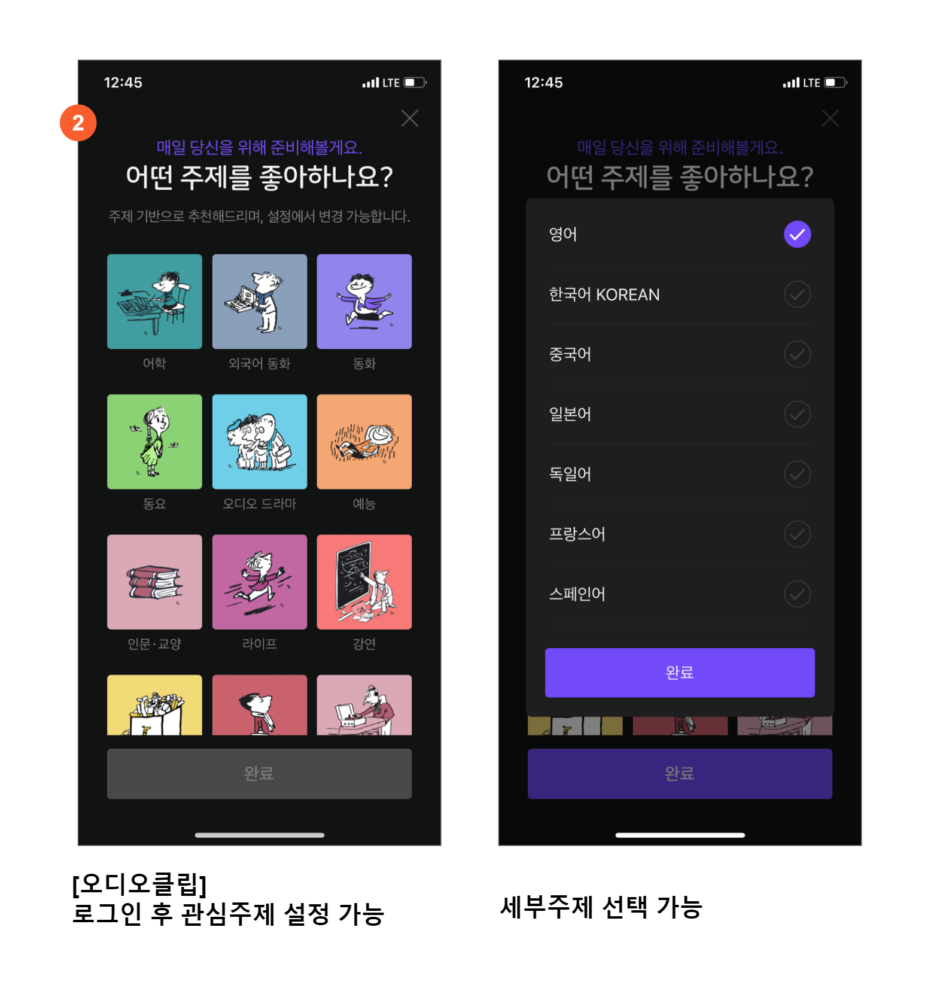 12:45
LTE
2
매일 당신을 위해 준비해볼게요.
어떤 주제를 좋아하나요?
주제 기반으로 추천해드리며, 설정에서 변경 가능합니다.
어학
외국어 동화
동화
동요
오디오 드라마
예능
인문·교양
라이프
강연
완료
[오디오클립]
로그인 후 관심주제 설정 가능
12:45
LTE
매일 당신을 위해 준비해볼게요.
어떤 주제를 좋아하나요?
영어
한국어 KOREAN
중국어
일본어
독일어
프랑스어
스페인어
완료
완료
세부주제 선택 가능